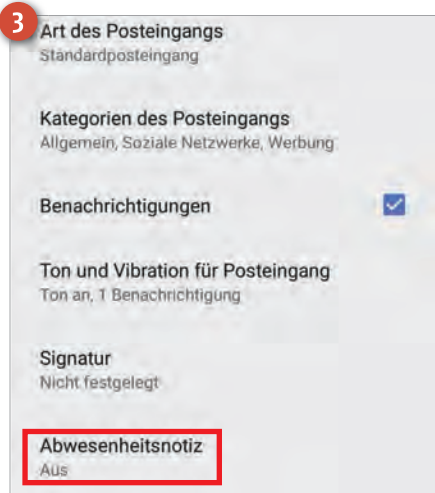 3
Art des Posteingangs
Standardposteingang
Kategorien des Posteingangs
Allgemein, Soziale Netzwerke, Werbung
Benachrichtigungen
Ton und Vibration für Posteingang
Ton an, 1 Benachrichtigung
Signatur
Nicht festgelegt
Abwesenheitsnotiz
Aus